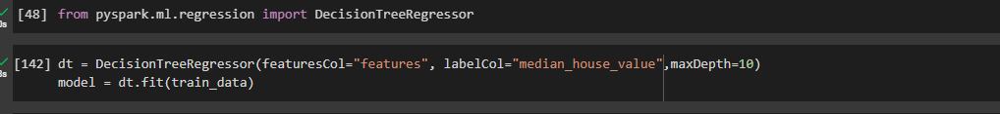 [48] from pyspark.ml.regression import DecisionTreeRegressor
[142] dt = DecisionTreeRegressor(featuresCol="features", labelCol="median_house_value",maxDepth=10)
model = dt.fit(train_data)